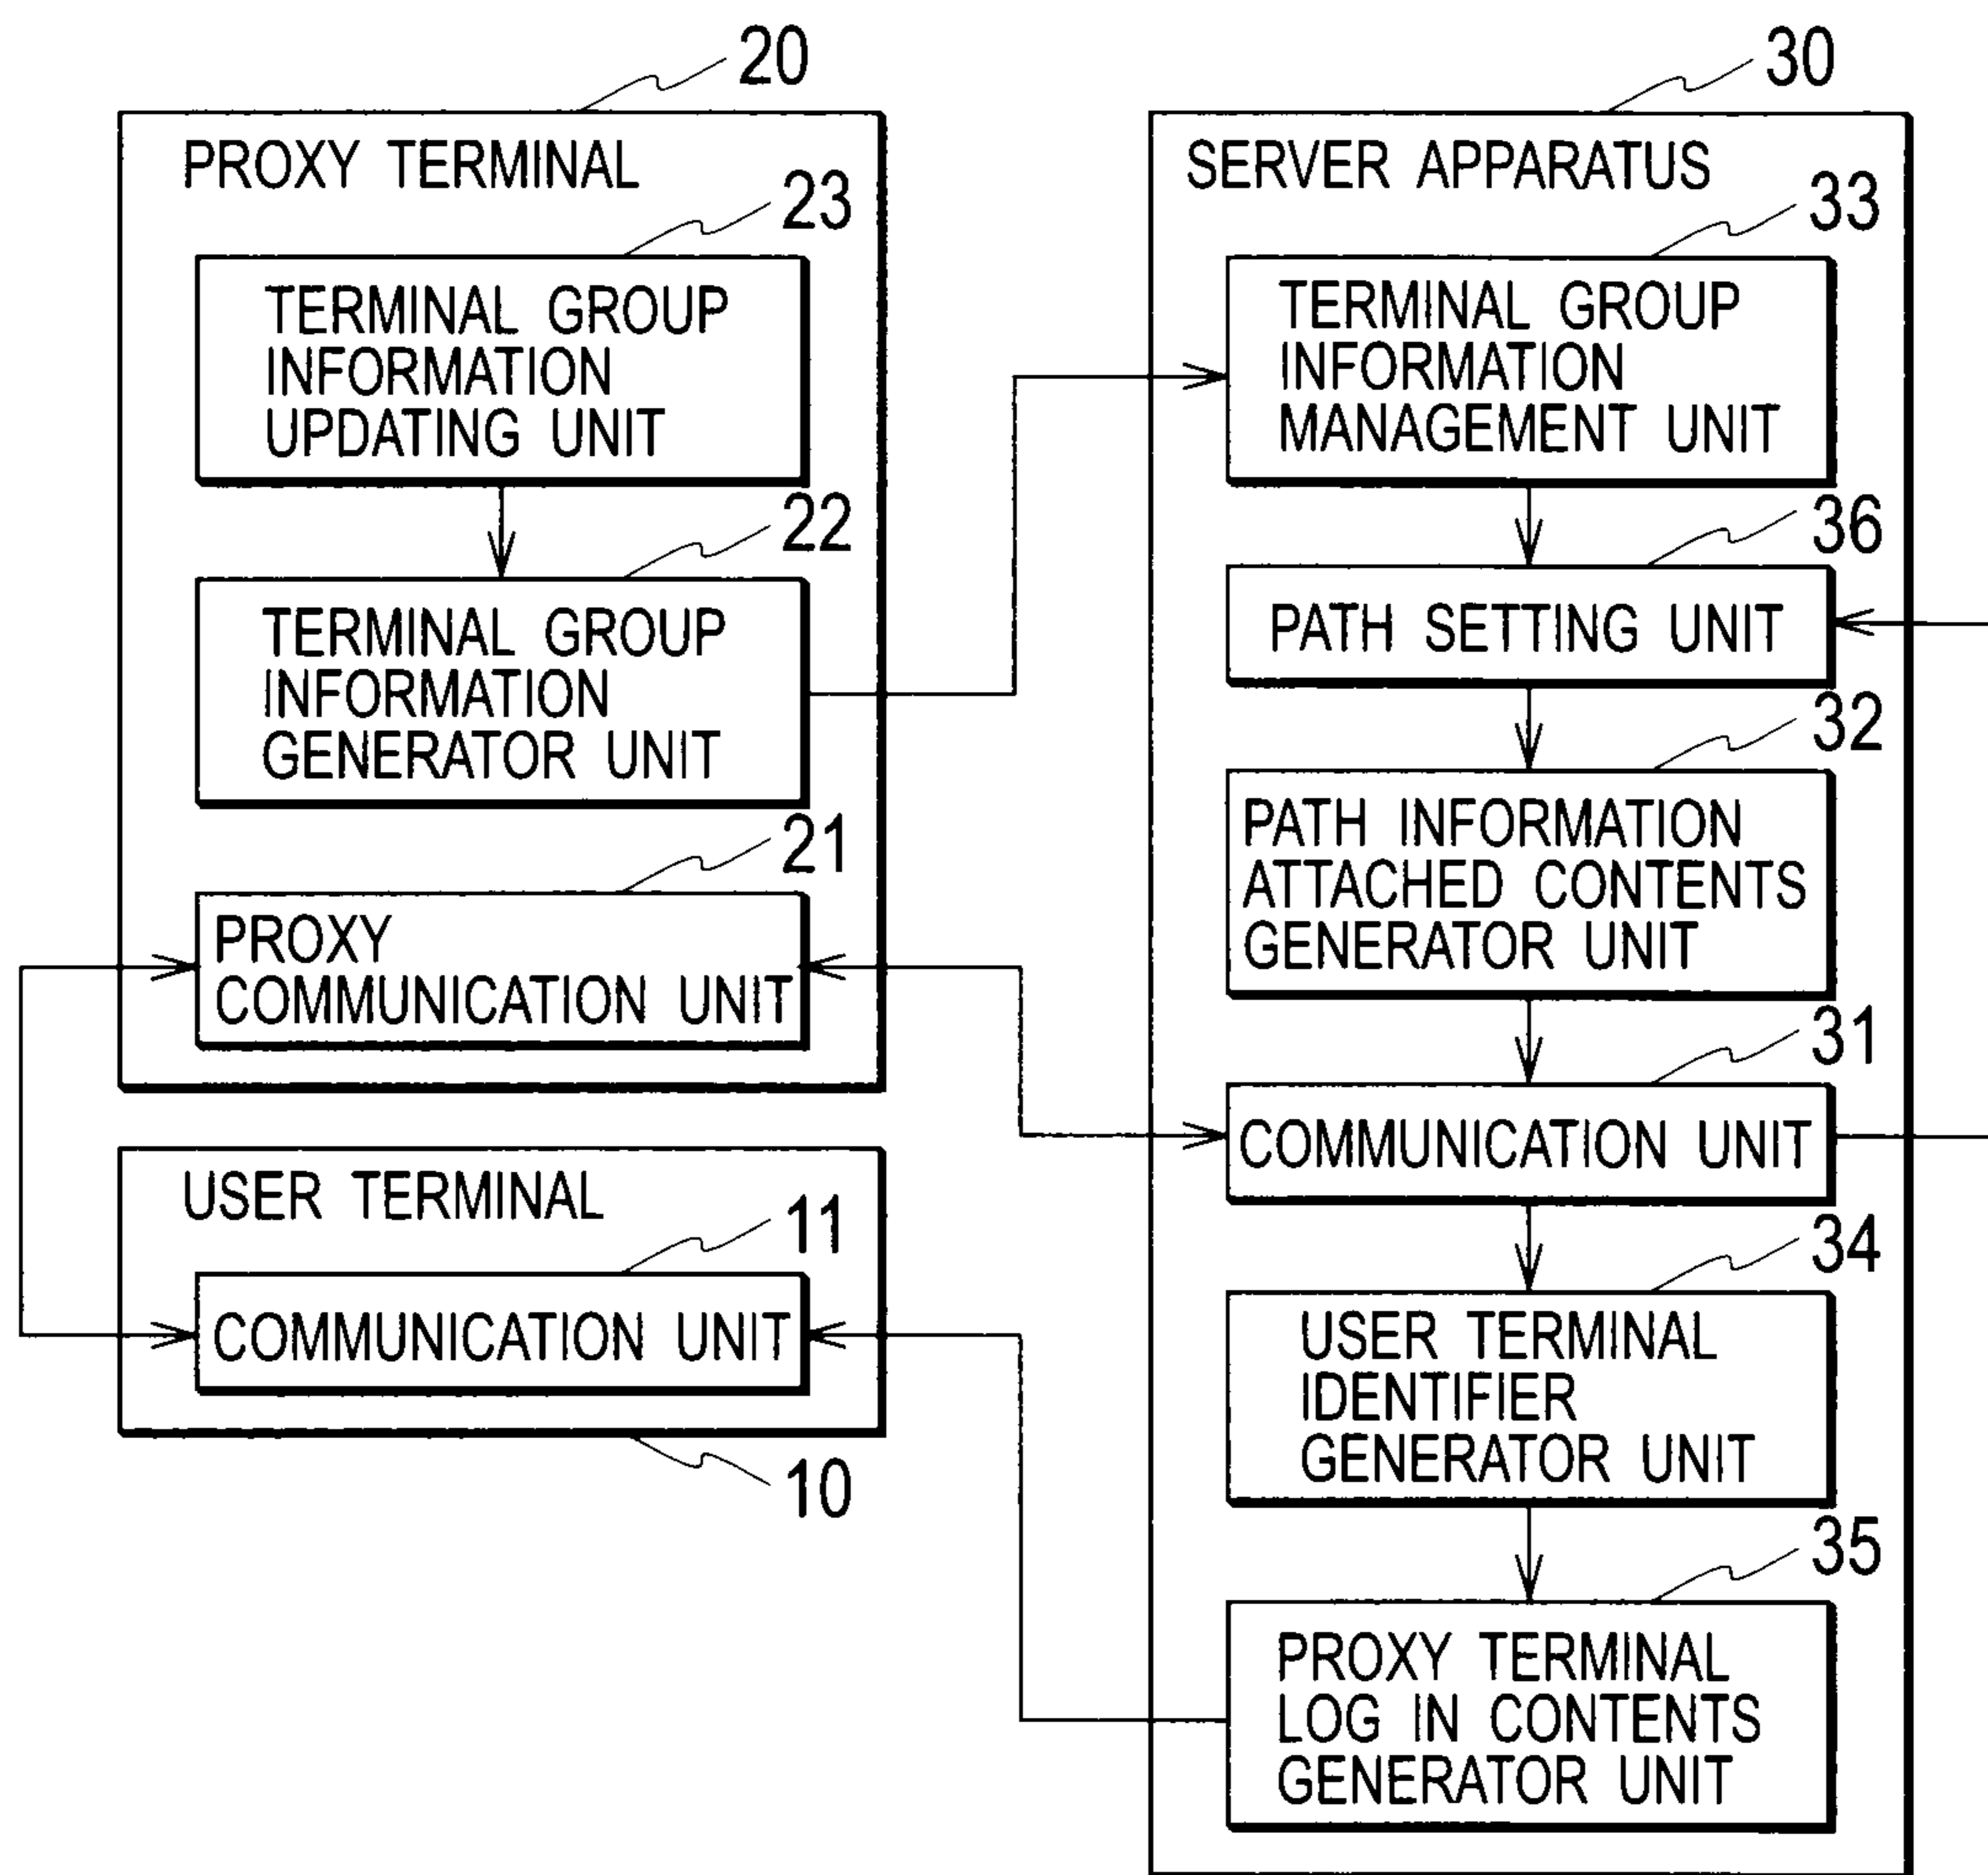 20
PROXY TERMINAL
23
TERMINAL GROUP
INFORMATION
UPDATING UNIT
22
TERMINAL GROUP
INFORMATION
GENERATOR UNIT
21
PROXY
COMMUNICATION UNIT
USER TERMINAL
11
COMMUNICATION UNIT
10
30
SERVER APPARATUS
33
TERMINAL GROUP
INFORMATION
MANAGEMENT UNIT
36
PATH SETTING UNIT
32
PATH INFORMATION
ATTACHED CONTENTS
GENERATOR UNIT
31
COMMUNICATION UNIT
34
USER TERMINAL
IDENTIFIER
GENERATOR UNIT
35
PROXY TERMINAL
LOG IN CONTENTS
GENERATOR UNIT